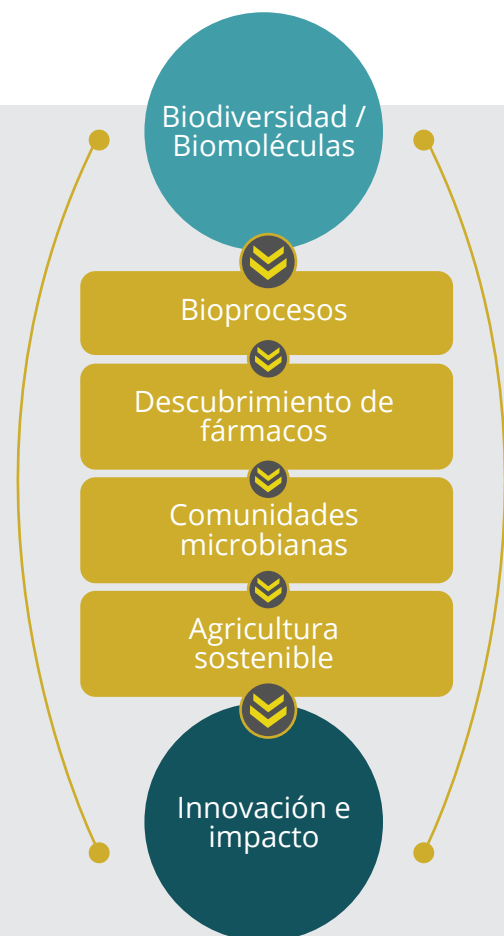 Biodiversidad /
Biomoléculas
Bioprocesos
Descubrimiento de
fármacos
Comunidades
microbianas
Agricultura
sostenible
Innovación e
impacto